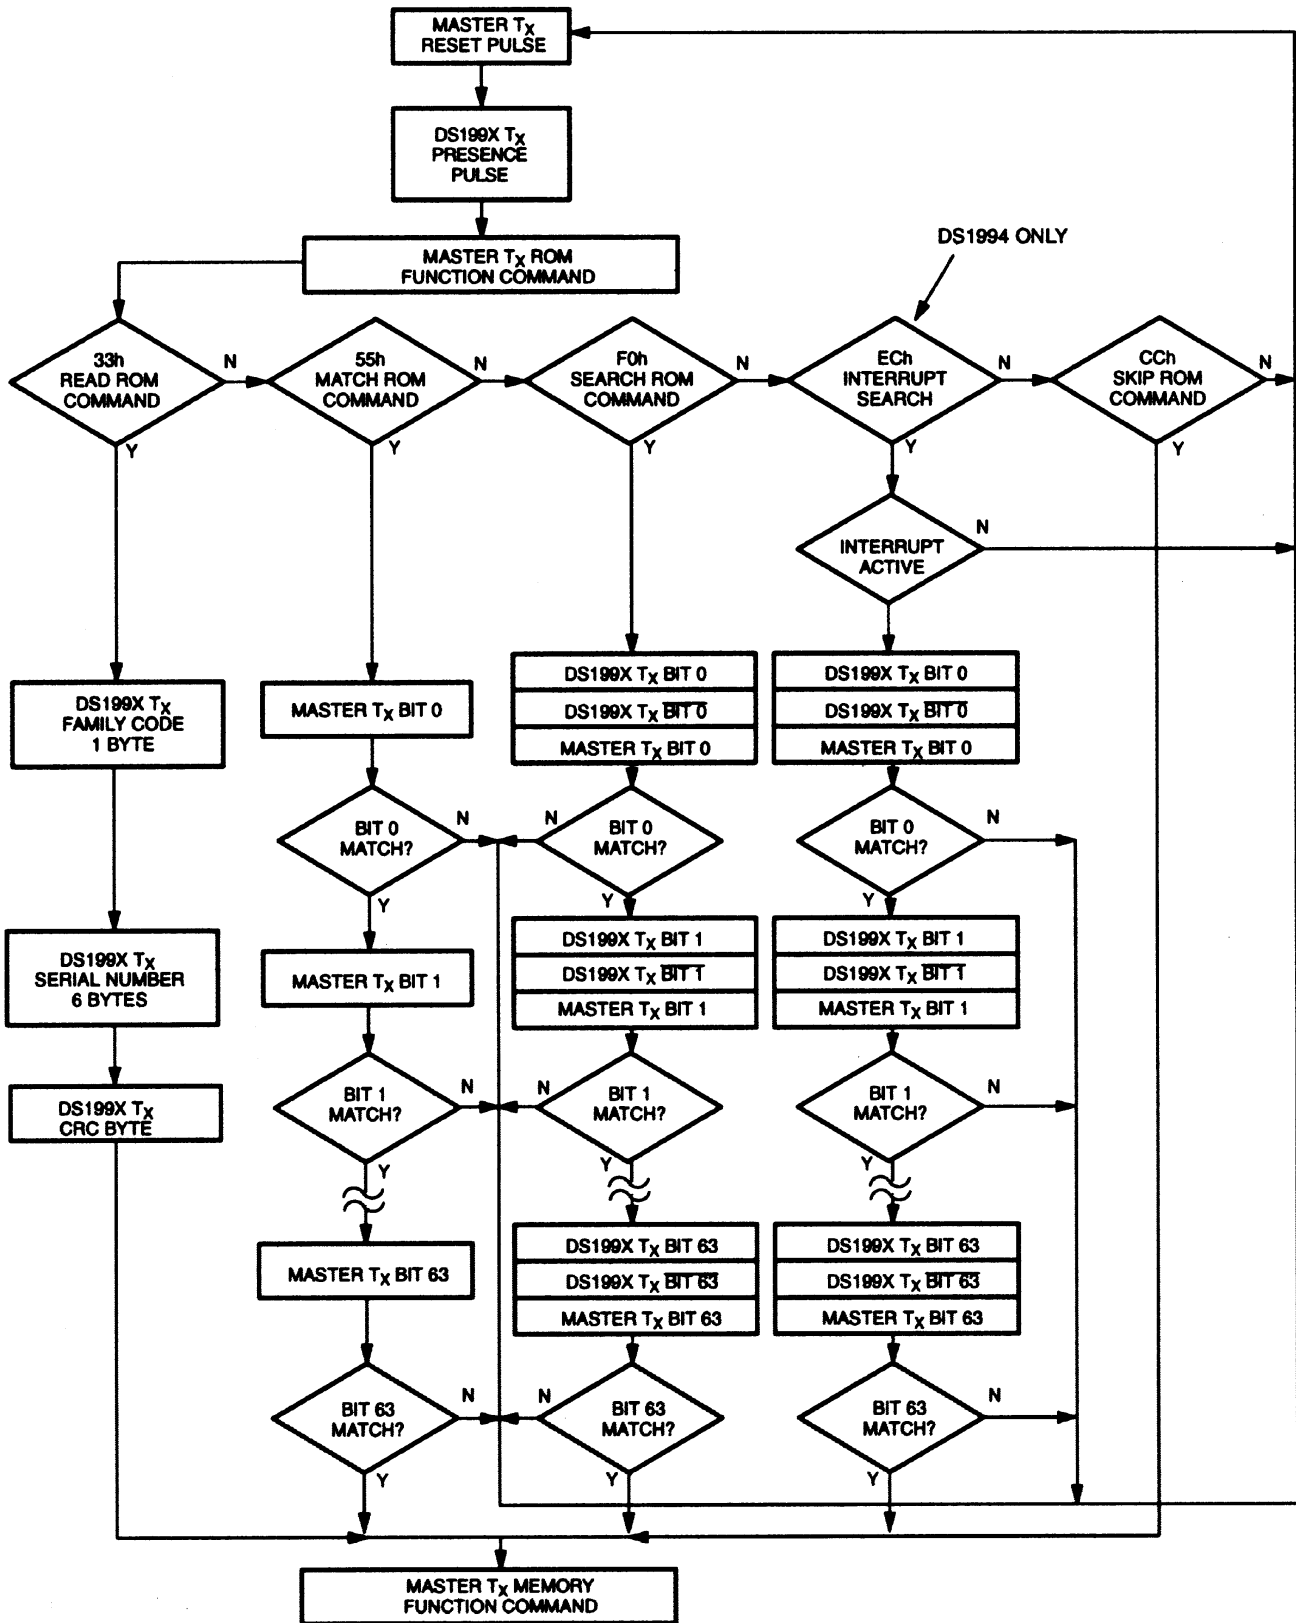 MASTER TX
RESET PULSE
DS199X TX
PRESENCE
PULSE
MASTER TX ROM
FUNCTION COMMAND
DS1994 ONLY
33h
READ ROM
COMMAND
N
Y
55h
MATCH ROM
COMMAND
N
Y
F0h
SEARCH ROM
COMMAND
N
Y
ECh
INTERRUPT
SEARCH
N
Y
CCh
SKIP ROM
COMMAND
N
Y
INTERRUPT
ACTIVE
N
DS199X TX
FAMILY CODE
1 BYTE
DS199X TX
SERIAL NUMBER
6 BYTES
DS199X TX
CRC BYTE
MASTER TX BIT 0
BIT 0
MATCH?
N
Y
MASTER TX BIT 1
BIT 1
MATCH?
N
Y
MASTER TX BIT 63
BIT 63
MATCH?
N
Y
DS199X TX BIT 0
DS199X TX BIT 0
MASTER TX BIT 0
BIT 0
MATCH?
N
Y
DS199X TX BIT 1
DS199X TX BIT 1
MASTER TX BIT 1
BIT 1
MATCH?
N
Y
DS199X TX BIT 63
DS199X TX BIT 63
MASTER TX BIT 63
BIT 63
MATCH?
N
Y
DS199X TX BIT 0
DS199X TX BIT 0
MASTER TX BIT 0
BIT 0
MATCH?
N
Y
DS199X TX BIT 1
DS199X TX BIT 1
MASTER TX BIT 1
BIT 1
MATCH?
N
Y
DS199X TX BIT 63
DS199X TX BIT 63
MASTER TX BIT 63
BIT 63
MATCH?
N
Y
MASTER TX MEMORY
FUNCTION COMMAND